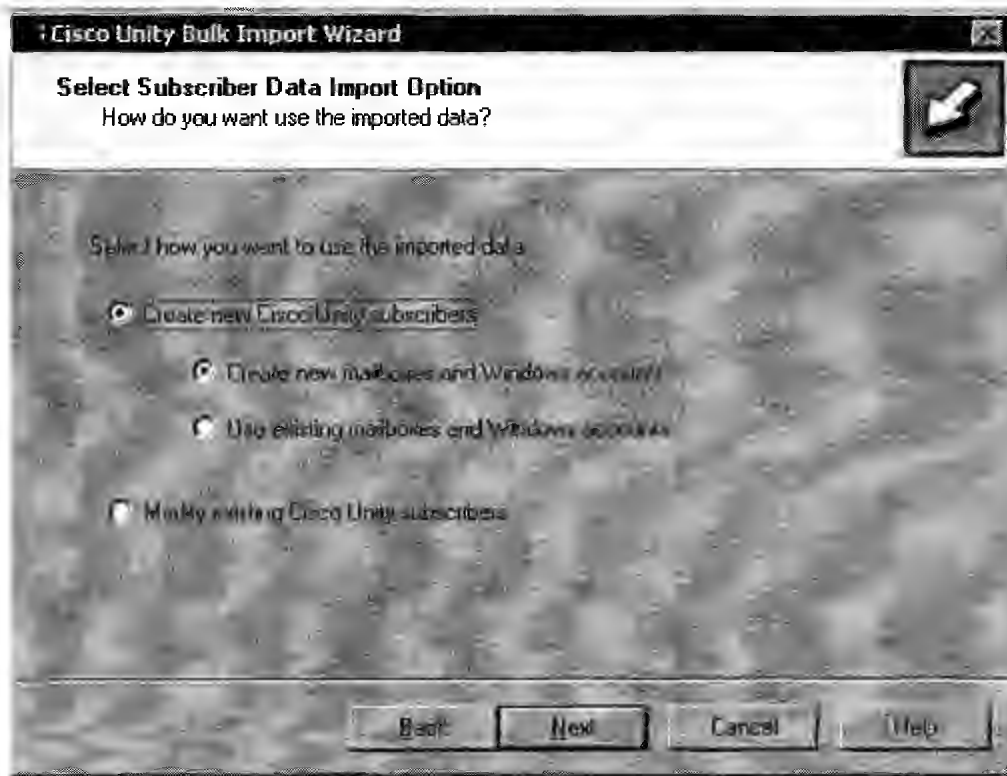 Cisco Unity Bulk Import Wizard
Select Subscriber Data Import Option
How do you want use the imported data?
Select how you want to use the imported data
Create new Cisco Unity subscribers
Create new mailboxes and Windows accounts
Use existing mailboxes and Windows accounts
Modify existing Cisco Unity subscribers
Back
Next
Cancel
Help